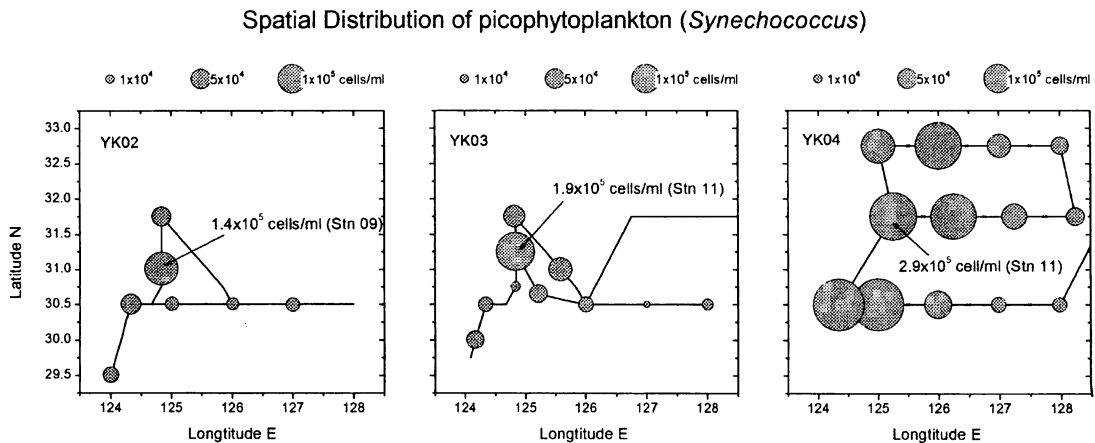 Spatial Distribution of picophytoplankton (Synechococcus)
1x10⁴ 5x10⁴ 1x10⁵ cells/ml
1x10⁴ 5x10⁴ 1x10⁵ cells/ml
1x10⁴ 5x10⁴ 1x10⁵ cells/ml
YK02
1.4x10⁵ cells/ml (Stn 09)
YK03
1.9x10⁵ cells/ml (Stn 11)
YK04
2.9x10⁵ cell/ml (Stn 11)
Latitude N
33.0
32.5
32.0
31.5
31.0
30.5
30.0
29.5
124 125 126 127 128
124 125 126 127 128
124 125 126 127 128
Longtitude E
Longtitude E
Longtitude E